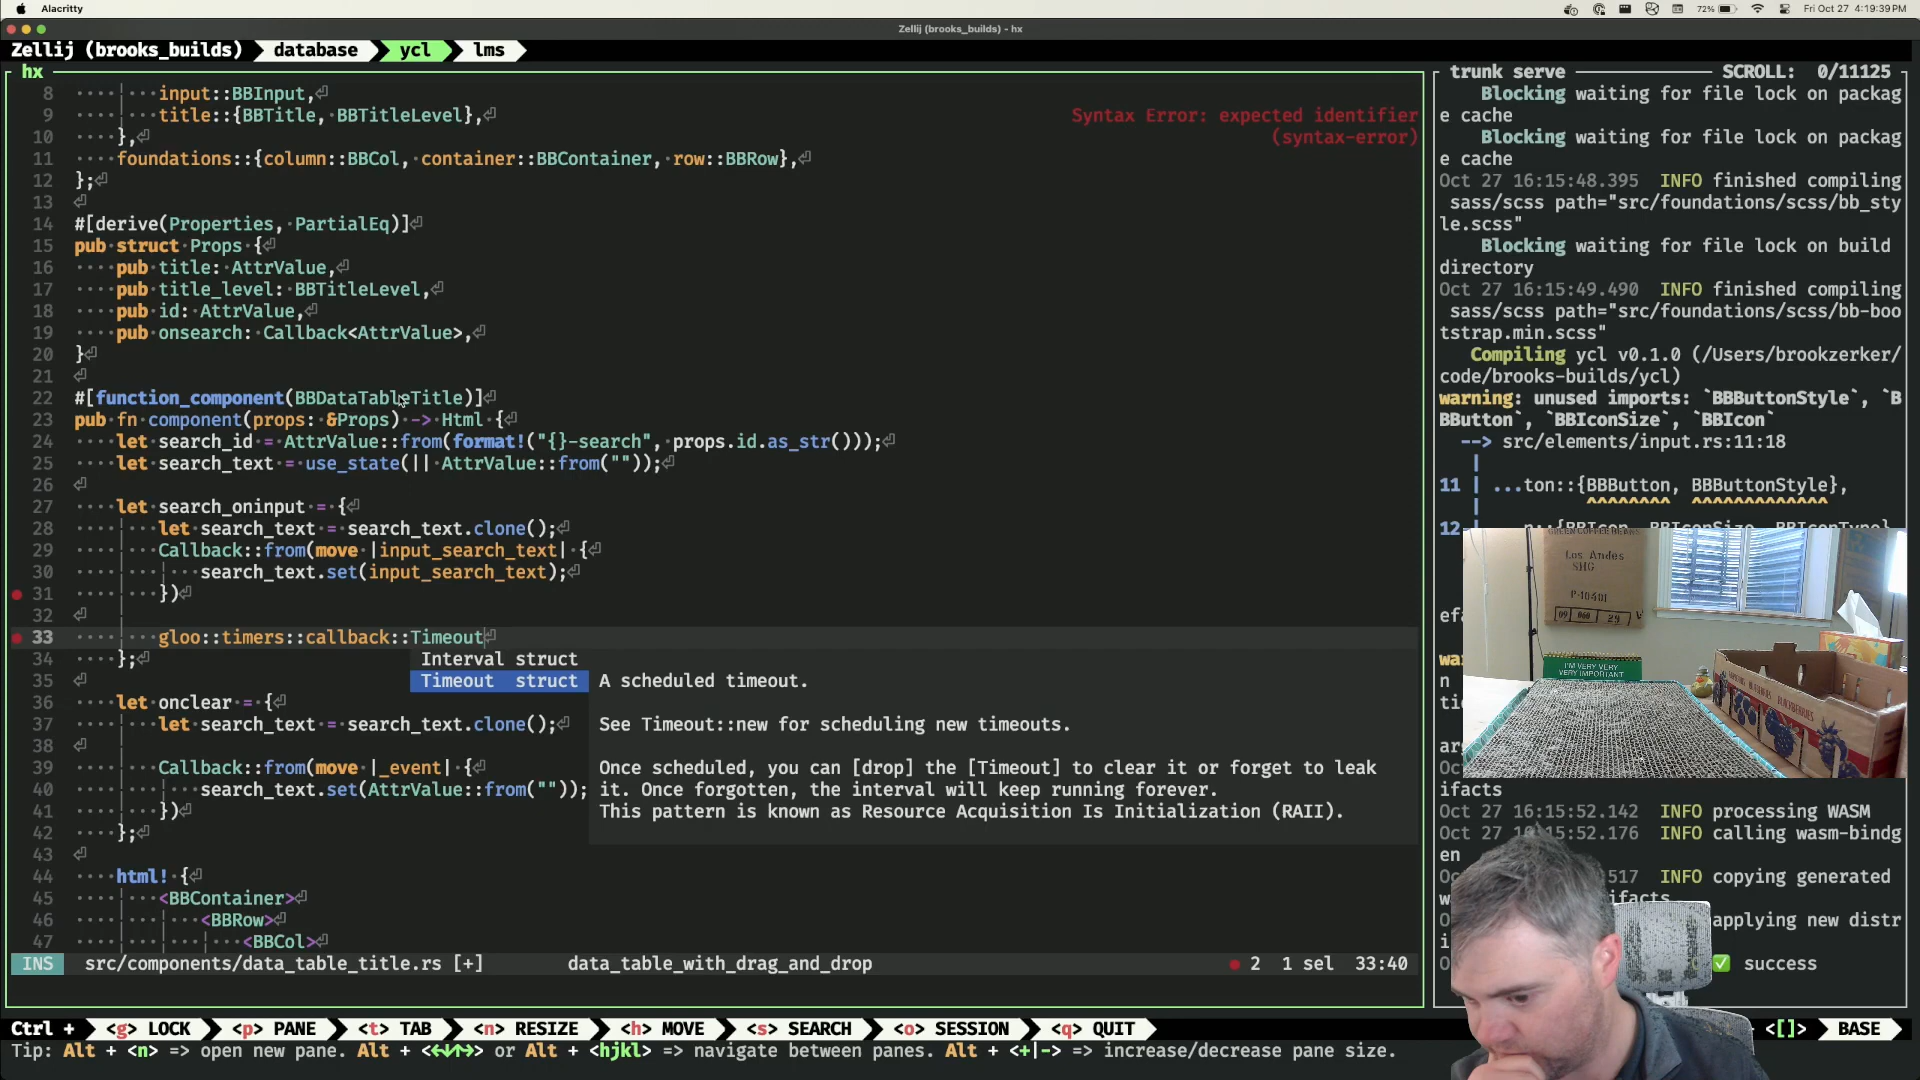 Alacritty
72%
Fri Oct 27 4:19:39 PM
Zellij (brooks_builds) - hx
Zellij (brooks_builds) database ycl lms
hx
8 input::BBInput,
9 title::{BBTitle, BBTitleLevel},
10 },
11 foundations::{column::BBCol, container::BBContainer, row::BBRow},
12 };
13
14 #[derive(Properties, PartialEq)]
15 pub struct Props {
16 pub title: AttrValue,
17 pub title_level: BBTitleLevel,
18 pub id: AttrValue,
19 pub onsearch: Callback<AttrValue>,
20 }
21
22 #[function_component(BBDataTableTitle)]
23 pub fn component(props: &Props) -> Html {
24 let search_id = AttrValue::from(format!("{}-search", props.id.as_str()));
25 let search_text = use_state(|| AttrValue::from(""));
26
27 let search_oninput = {
28 let search_text = search_text.clone();
29 Callback::from(move |input_search_text| {
30 search_text.set(input_search_text);
31 })
32
33 gloo::timers::callback::Timeout
34 };
35
36 let onclear = {
37 let search_text = search_text.clone();
38
39 Callback::from(move |_event| {
40 search_text.set(AttrValue::from(""));
41 })
42 };
43
44 html! {
45 <BBContainer>
46 <BBRow>
47 <BBCol>
Syntax Error: expected identifier
(syntax-error)
Interval struct
Timeout struct
A scheduled timeout.
See Timeout::new for scheduling new timeouts.
Once scheduled, you can [drop] the [Timeout] to clear it or forget to leak
it. Once forgotten, the interval will keep running forever.
This pattern is known as Resource Acquisition Is Initialization (RAII).
INS src/components/data_table_title.rs [+] data_table_with_drag_and_drop 2 1 sel 33:40
trunk serve SCROLL: 0/11125
Blocking waiting for file lock on packag
e cache
Blocking waiting for file lock on packag
e cache
Oct 27 16:15:48.395 INFO finished compiling
sass/scss path="src/foundations/scss/bb_sty
le.scss"
Blocking waiting for file lock on build
directory
Oct 27 16:15:49.490 INFO finished compiling
sass/scss path="src/foundations/scss/bb-boo
tstrap.min.scss"
Compiling ycl v0.1.0 (/Users/brookzerker/
code/brooks-builds/ycl)
warning: unused imports: `BBButtonStyle`, `B
BButton`, `BBIconSize`, `BBIcon`
--> src/elements/input.rs:11:18
|
11 | ...ton::{BBButton, BBButtonStyle},
| ^^^^^^^^ ^^^^^^^^^^^^^
12
Los Andes
SHG
P-10401
09 060 29
I'M VERY VERY
VERY IMPORTANT
ifacts
Oct 27 16:15:52.142 INFO processing WASM
INFO calling wasm-bindg
en
517 INFO copying generated
ifacts
applying new distr
success
Ctrl + <g> LOCK <p> PANE <t> TAB <n> RESIZE <h> MOVE <s> SEARCH <o> SESSION <q> QUIT <[]> BASE
Tip: Alt + <n> => open new pane. Alt + <←↓↑→> or Alt + <hjkl> => navigate between panes. Alt + <+|-> => increase/decrease pane size.